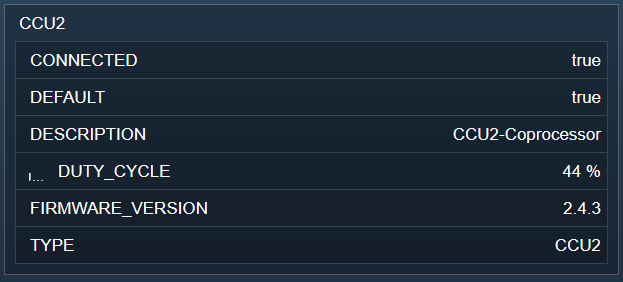 CCU2
CONNECTED true
DEFAULT true
DESCRIPTION CCU2-Coprocessor
DUTY_CYCLE 44 %
FIRMWARE_VERSION 2.4.3
TYPE CCU2